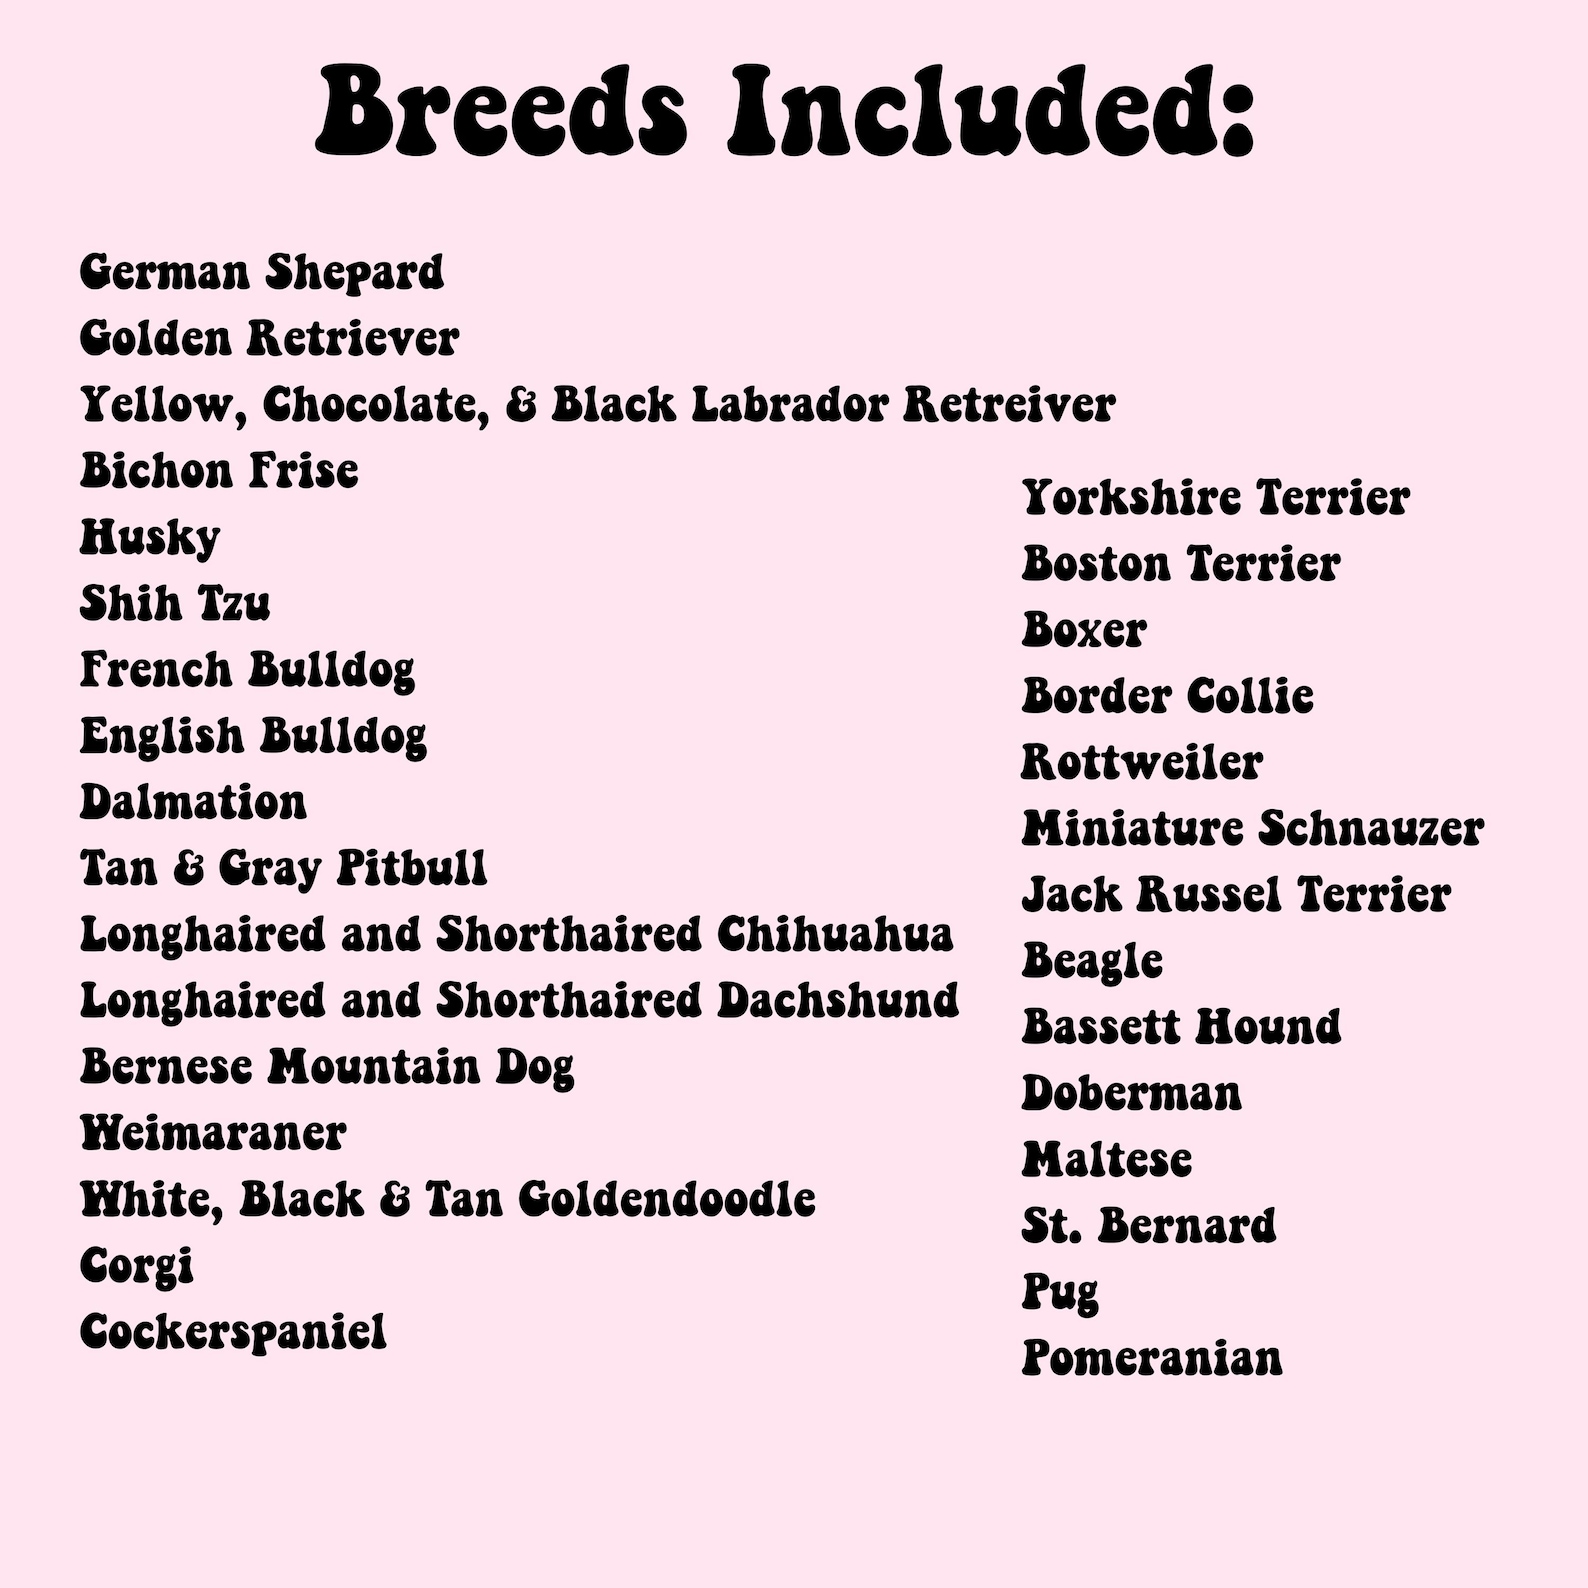 Breeds Included:
German Shepard
Golden Retriever
Yellow, Chocolate, & Black Labrador Retreiver
Bichon Frise
Husky
Shih Tzu
French Bulldog
English Bulldog
Dalmation
Tan & Gray Pitbull
Longhaired and Shorthaired Chihuahua
Longhaired and Shorthaired Dachshund
Bernese Mountain Dog
Weimaraner
White, Black & Tan Goldendoodle
Corgi
Cockerspaniel
Yorkshire Terrier
Boston Terrier
Boxer
Border Collie
Rottweiler
Miniature Schnauzer
Jack Russel Terrier
Beagle
Bassett Hound
Doberman
Maltese
St. Bernard
Pug
Pomeranian